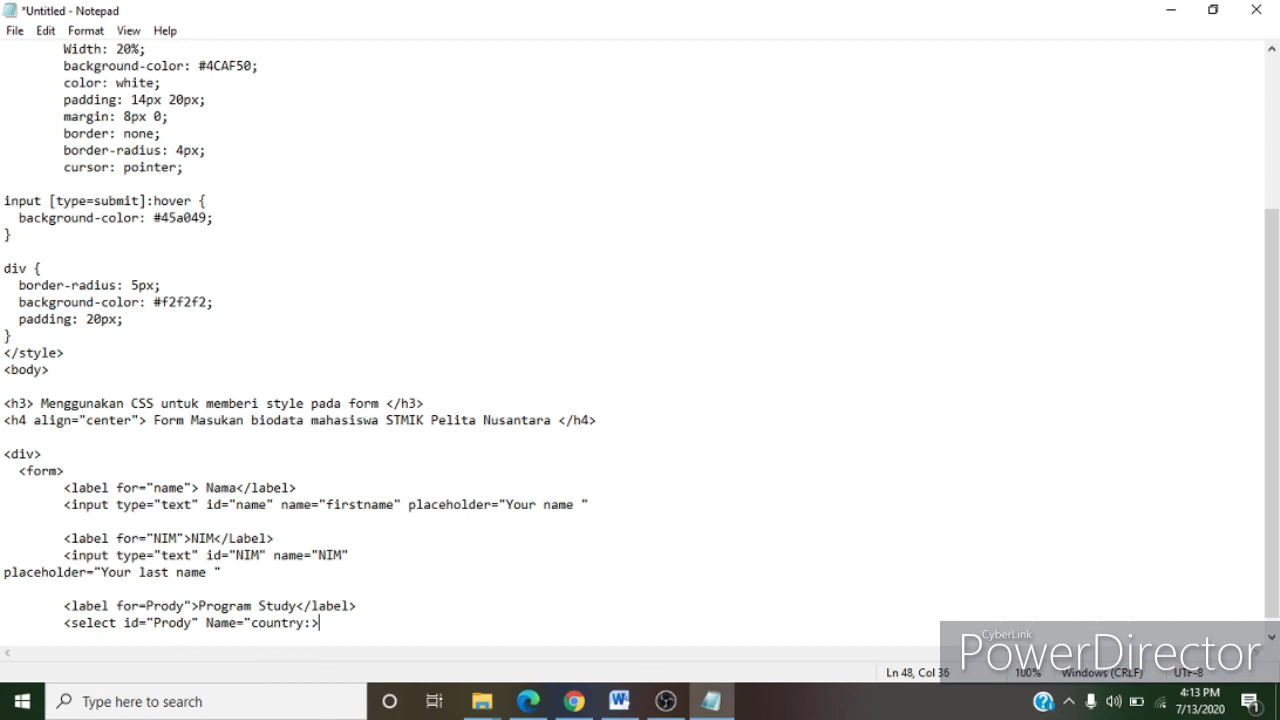 *Untitled - Notepad
File Edit Format View Help
Width: 20%;
background-color: #4CAF50;
color: white;
padding: 14px 20px;
margin: 8px 0;
border: none;
border-radius: 4px;
cursor: pointer;
input [type=submit]:hover {
background-color: #45a049;
}
div {
border-radius: 5px;
background-color: #f2f2f2;
padding: 20px;
}
</style>
<body>
<h3> Menggunakan CSS untuk memberi style pada form </h3>
<h4 align="center"> Form Masukan biodata mahasiswa STMIK Pelita Nusantara </h4>
<div>
<form>
<label for="name"> Nama</label>
<input type="text" id="name" name="firstname" placeholder="Your name "
<label for="NIM">NIM</Label>
<input type="text" id="NIM" name="NIM"
placeholder="Your last name "
<label for=Prody">Program Study</label>
<select id="Prody" Name="country:>
CyberLink
PowerDirector
Ln 48, Col 36 100% Windows (CRLF) UTF-8
Type here to search
4:13 PM
7/13/2020
1